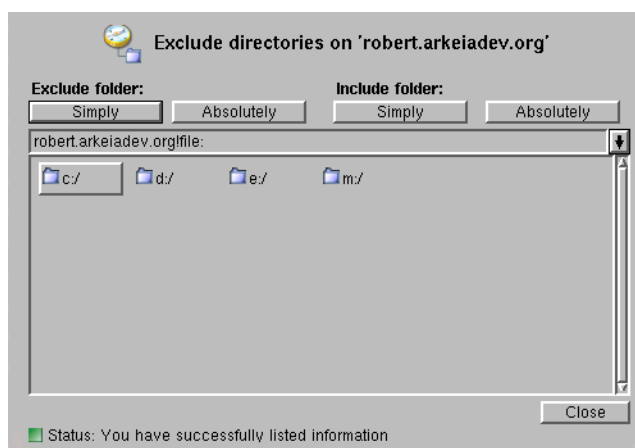 Exclude directories on 'robert.arkeiadev.org'
Exclude folder: Include folder:
Simply Absolutely Simply Absolutely
robert.arkeiadev.org!file:
c:/ d:/ e:/ m:/
Close
Status: You have successfully listed information